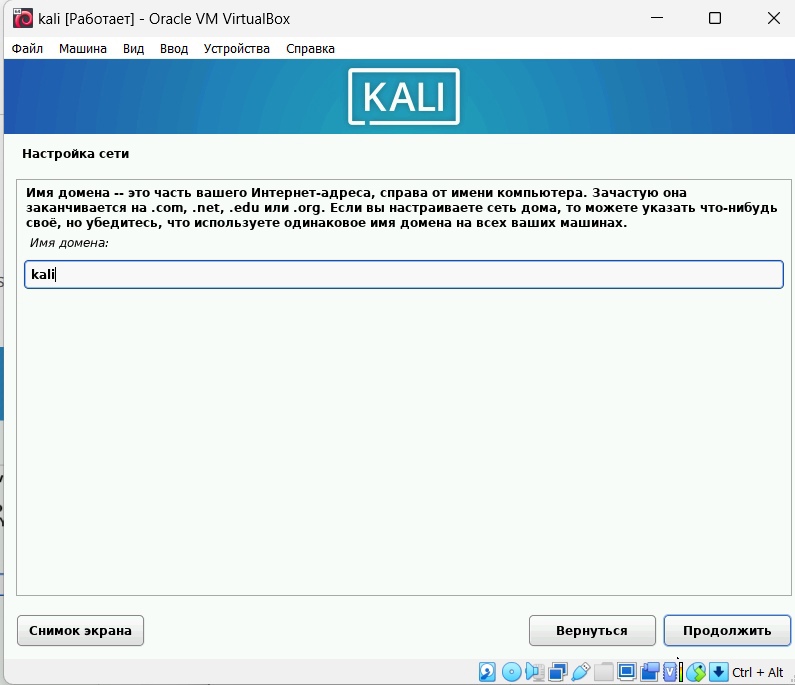 kali [Работает] - Oracle VM VirtualBox
Файл Машина Вид Ввод Устройства Справка
KALI
Настройка сети
Имя домена -- это часть вашего Интернет-адреса, справа от имени компьютера. Зачастую она
заканчивается на .com, .net, .edu или .org. Если вы настраиваете сеть дома, то можете указать что-нибудь
своё, но убедитесь, что используете одинаковое имя домена на всех ваших машинах.
Имя домена:
kali
Снимок экрана Вернуться Продолжить
Ctrl + Alt